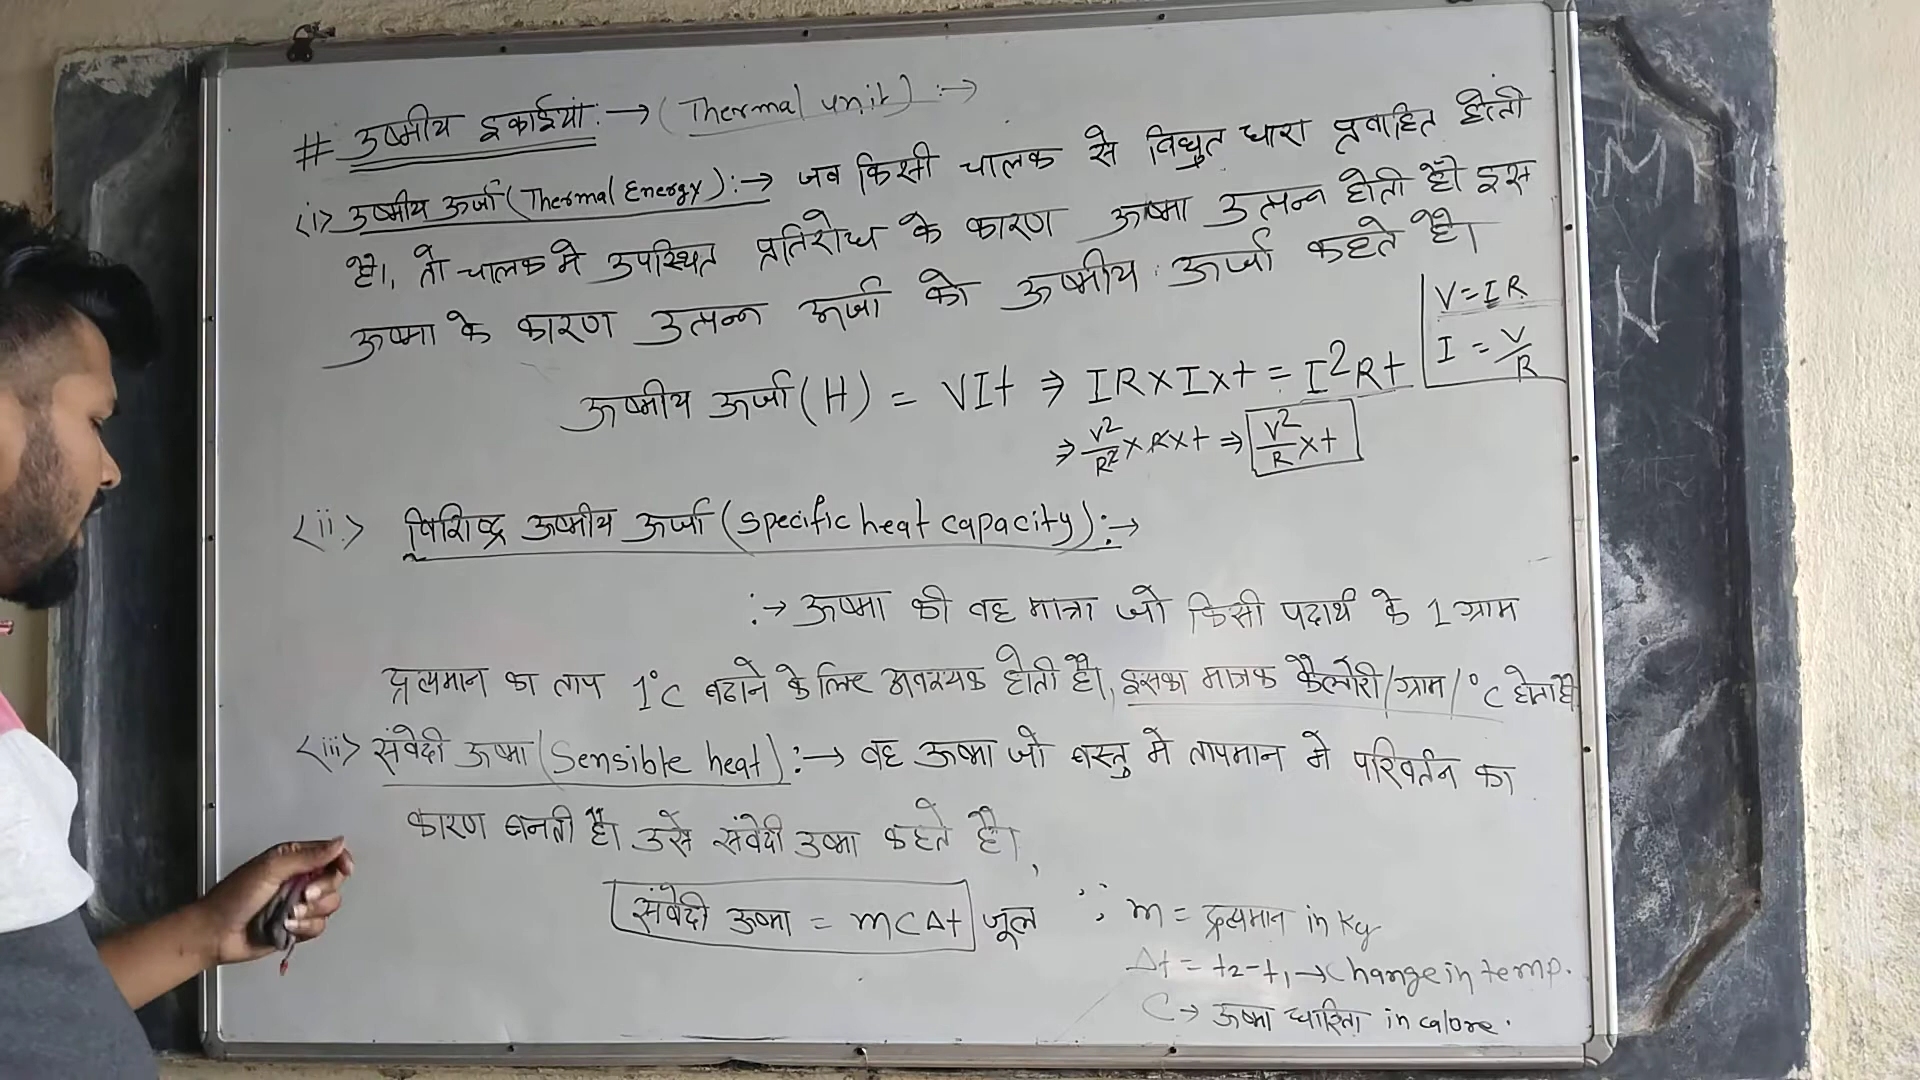 # उष्मीय इकाईयां :→ (Thermal unit) :→
<i> उष्मीय ऊर्जा (Thermal Energy) :→ जब किसी चालक से विधुत धारा प्रवाहित होती
है। तो चालक मे उपस्थित प्रतिरोध के कारण ऊष्मा उत्पन्न होती है। इस
ऊष्मा के कारण उत्पन्न ऊर्जा को ऊष्मीय ऊर्जा कहते है।
V = IR
I = V/R
ऊष्मीय ऊर्जा (H) = VIt ⇒ IR×I×t = I²Rt
⇒ V²/R² × R×t ⇒ V²/R ×t
<ii> विशिष्ट ऊष्मीय ऊर्जा (Specific heat capacity) :→
:→ ऊष्मा की वह मात्रा जो किसी पदार्थ के 1 ग्राम
द्रव्यमान का ताप 1°C बढाने के लिए आवश्यक होती है। इसका मात्रक कैलोरी/ग्राम/°C होता है
<iii> संवेदी ऊष्मा (Sensible heat) :→ वह ऊष्मा जो वस्तु मे तापमान मे परिवर्तन का
कारण बनती है। उसे संवेदी उष्मा कहते है।
संवेदी ऊष्मा = mCΔt जूल ∵ m = द्रव्यमान in Kg
Δt = t₂-t₁ → Change in temp.
C → ऊष्मा धारिता in calore.
M
N